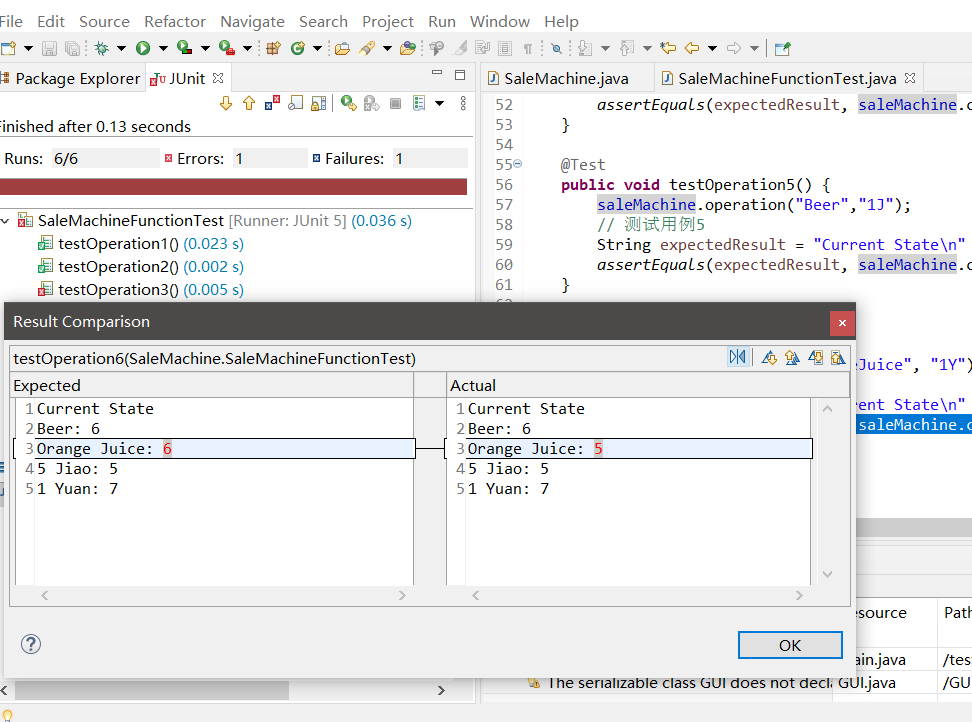 File Edit Source Refactor Navigate Search Project Run Window Help
Package Explorer
JUnit
Finished after 0.13 seconds
Runs: 6/6
Errors: 1
Failures: 1
SaleMachineFunctionTest [Runner: JUnit 5] (0.036 s)
testOperation1() (0.023 s)
testOperation2() (0.002 s)
testOperation3() (0.005 s)
SaleMachine.java
SaleMachineFunctionTest.java
52 assertEquals(expectedResult, saleMachine.
53 }
54
55 @Test
56 public void testOperation5() {
57 saleMachine.operation("Beer","1J");
58 // 测试用例5
59 String expectedResult = "Current State\n"
60 assertEquals(expectedResult, saleMachine.
61 }
eJuice", "1Y")
rent State\n"
saleMachine.
Result Comparison
testOperation6(SaleMachine.SaleMachineFunctionTest)
Expected
1 Current State
2 Beer: 6
3 Orange Juice: 6
4 5 Jiao: 5
5 1 Yuan: 7
Actual
1 Current State
2 Beer: 6
3 Orange Juice: 5
4 5 Jiao: 5
5 1 Yuan: 7
OK
esource
Path
ain.java
/tes
The serializable class GUI does not decla
GUI.java
/GU